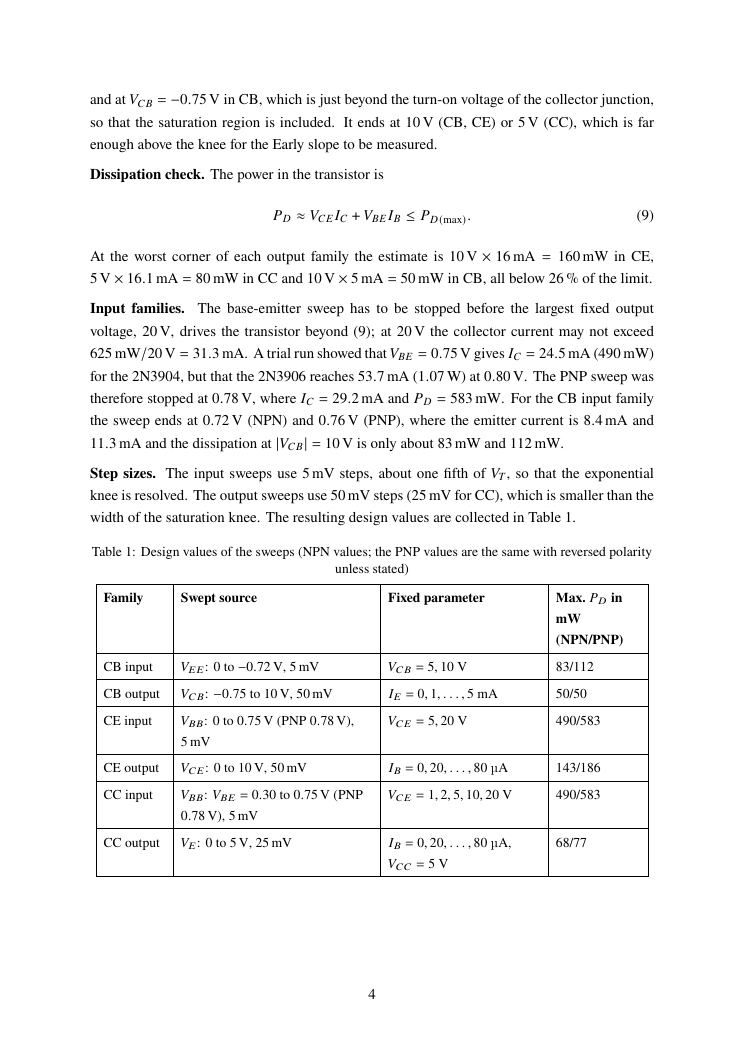 and at V_CB = −0.75 V in CB, which is just beyond the turn-on voltage of the collector junction,
so that the saturation region is included. It ends at 10 V (CB, CE) or 5 V (CC), which is far
enough above the knee for the Early slope to be measured.
Dissipation check. The power in the transistor is
P_D ≈ V_CE I_C + V_BE I_B ≤ P_D(max). (9)
At the worst corner of each output family the estimate is 10 V × 16 mA = 160 mW in CE,
5 V × 16.1 mA = 80 mW in CC and 10 V × 5 mA = 50 mW in CB, all below 26 % of the limit.
Input families. The base-emitter sweep has to be stopped before the largest fixed output
voltage, 20 V, drives the transistor beyond (9); at 20 V the collector current may not exceed
625 mW/20 V = 31.3 mA. A trial run showed that V_BE = 0.75 V gives I_C = 24.5 mA (490 mW)
for the 2N3904, but that the 2N3906 reaches 53.7 mA (1.07 W) at 0.80 V. The PNP sweep was
therefore stopped at 0.78 V, where I_C = 29.2 mA and P_D = 583 mW. For the CB input family
the sweep ends at 0.72 V (NPN) and 0.76 V (PNP), where the emitter current is 8.4 mA and
11.3 mA and the dissipation at |V_CB| = 10 V is only about 83 mW and 112 mW.
Step sizes. The input sweeps use 5 mV steps, about one fifth of V_T, so that the exponential
knee is resolved. The output sweeps use 50 mV steps (25 mV for CC), which is smaller than the
width of the saturation knee. The resulting design values are collected in Table 1.
Table 1: Design values of the sweeps (NPN values; the PNP values are the same with reversed polarity
unless stated)
Family Swept source Fixed parameter Max. P_D in
mW
(NPN/PNP)
CB input V_EE: 0 to −0.72 V, 5 mV V_CB = 5, 10 V 83/112
CB output V_CB: −0.75 to 10 V, 50 mV I_E = 0, 1, . . . , 5 mA 50/50
CE input V_BB: 0 to 0.75 V (PNP 0.78 V), V_CE = 5, 20 V 490/583
5 mV
CE output V_CE: 0 to 10 V, 50 mV I_B = 0, 20, . . . , 80 µA 143/186
CC input V_BB: V_BE = 0.30 to 0.75 V (PNP V_CE = 1, 2, 5, 10, 20 V 490/583
0.78 V), 5 mV
CC output V_E: 0 to 5 V, 25 mV I_B = 0, 20, . . . , 80 µA, 68/77
V_CC = 5 V
4